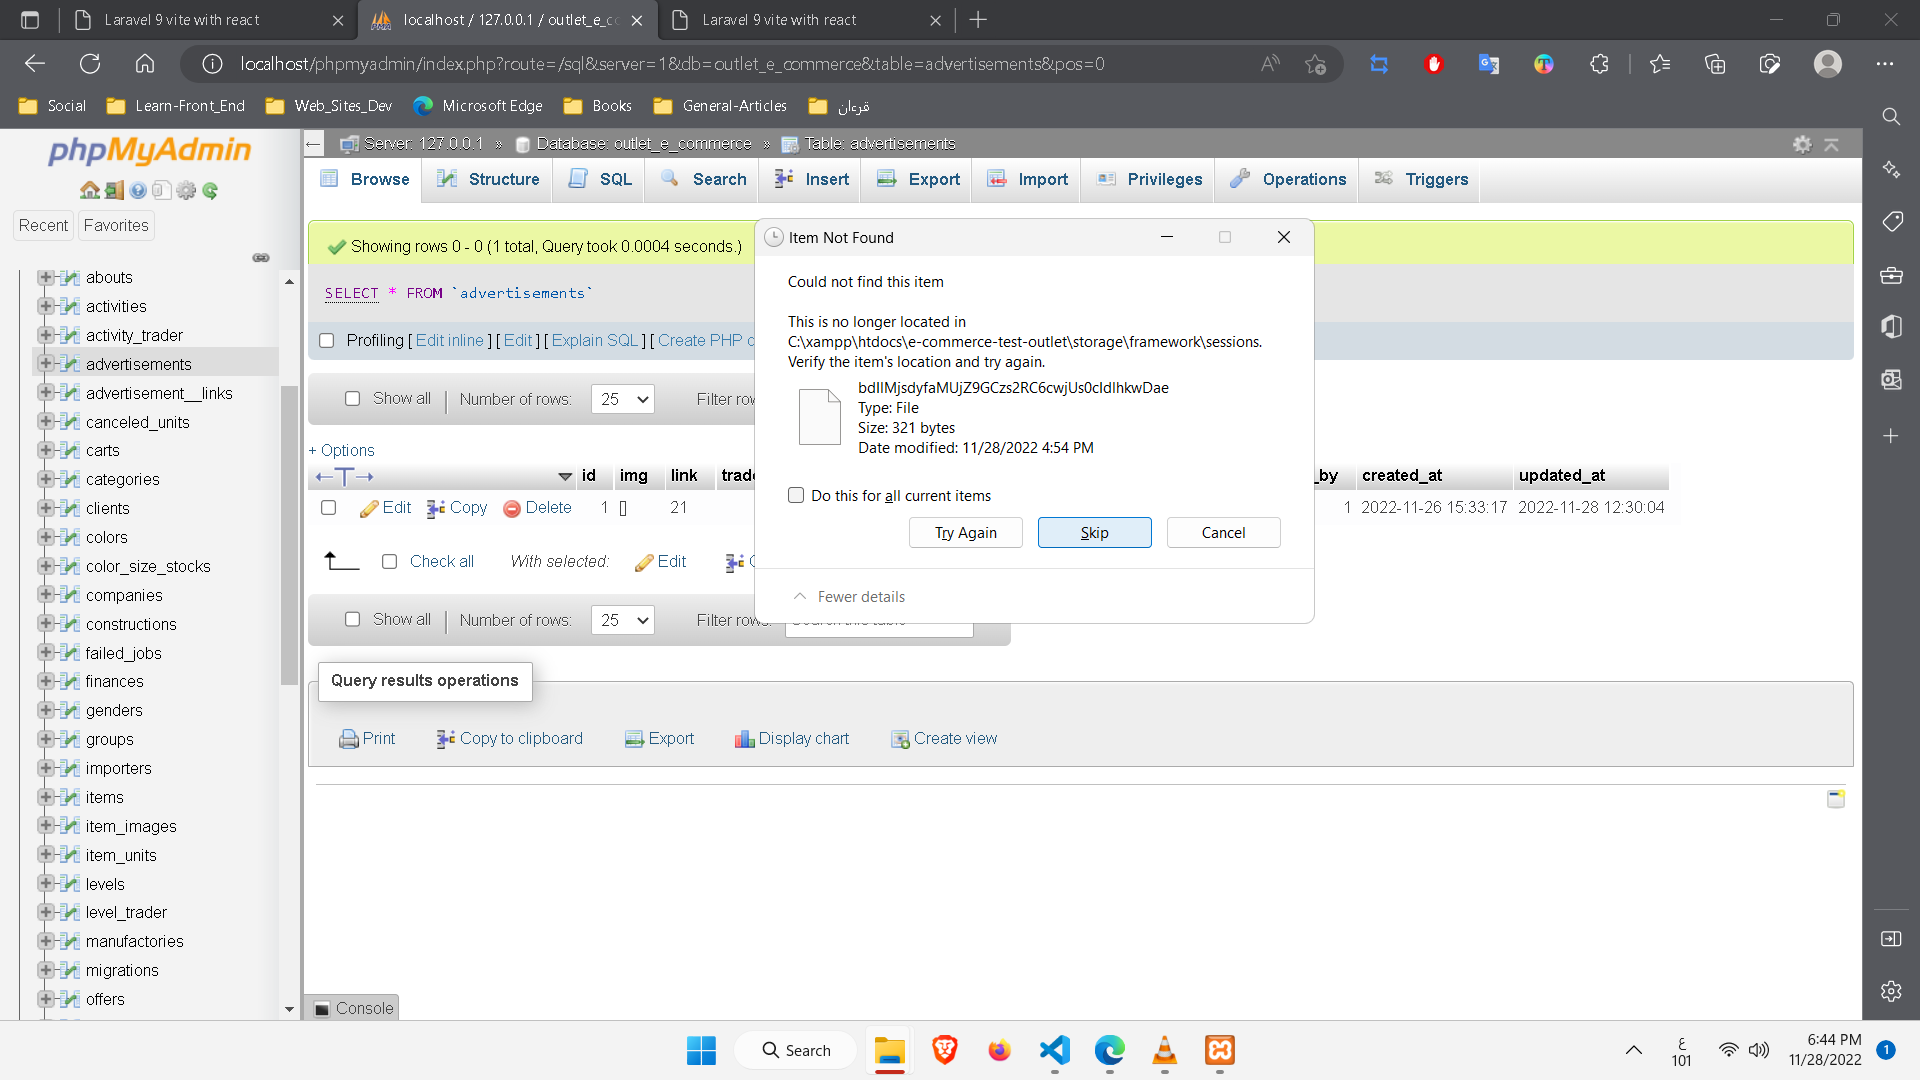 Laravel 9 vite with react
localhost / 127.0.0.1 / outlet_e_cc
Laravel 9 vite with react
localhost/phpmyadmin/index.php?route=/sql&server=1&db=outlet_e_commerce&table=advertisements&pos=0
Social
Learn-Front_End
Web_Sites_Dev
Microsoft Edge
Books
General-Articles
قرءان
phpMyAdmin
Recent
Favorites
abouts
activities
activity_trader
advertisements
advertisement__links
canceled_units
carts
categories
clients
colors
color_size_stocks
companies
constructions
failed_jobs
finances
genders
groups
importers
items
item_images
item_units
levels
level_trader
manufactories
migrations
offers
Server: 127.0.0.1 » Database: outlet_e_commerce » Table: advertisements
Browse
Structure
SQL
Search
Insert
Export
Import
Privileges
Operations
Triggers
Showing rows 0 - 0 (1 total, Query took 0.0004 seconds.)
SELECT * FROM `advertisements`
Profiling [ Edit inline ] [ Edit ] [ Explain SQL ] [ Create PHP c
Show all
Number of rows:
25
Filter row
+ Options
id
img
link
trade
_by
created_at
updated_at
Edit
Copy
Delete
1
[]
21
1
2022-11-26 15:33:17
2022-11-28 12:30:04
Check all
With selected:
Edit
Show all
Number of rows:
25
Filter rows:
Query results operations
Print
Copy to clipboard
Export
Display chart
Create view
Console
Item Not Found
Could not find this item
This is no longer located in
C:\xampp\htdocs\e-commerce-test-outlet\storage\framework\sessions.
Verify the item's location and try again.
bdIlMjsdyfaMUjZ9GCzs2RC6cwjUs0cIdIhkwDae
Type: File
Size: 321 bytes
Date modified: 11/28/2022 4:54 PM
Do this for all current items
Try Again
Skip
Cancel
Fewer details
Search
ع
101
6:44 PM
11/28/2022
1